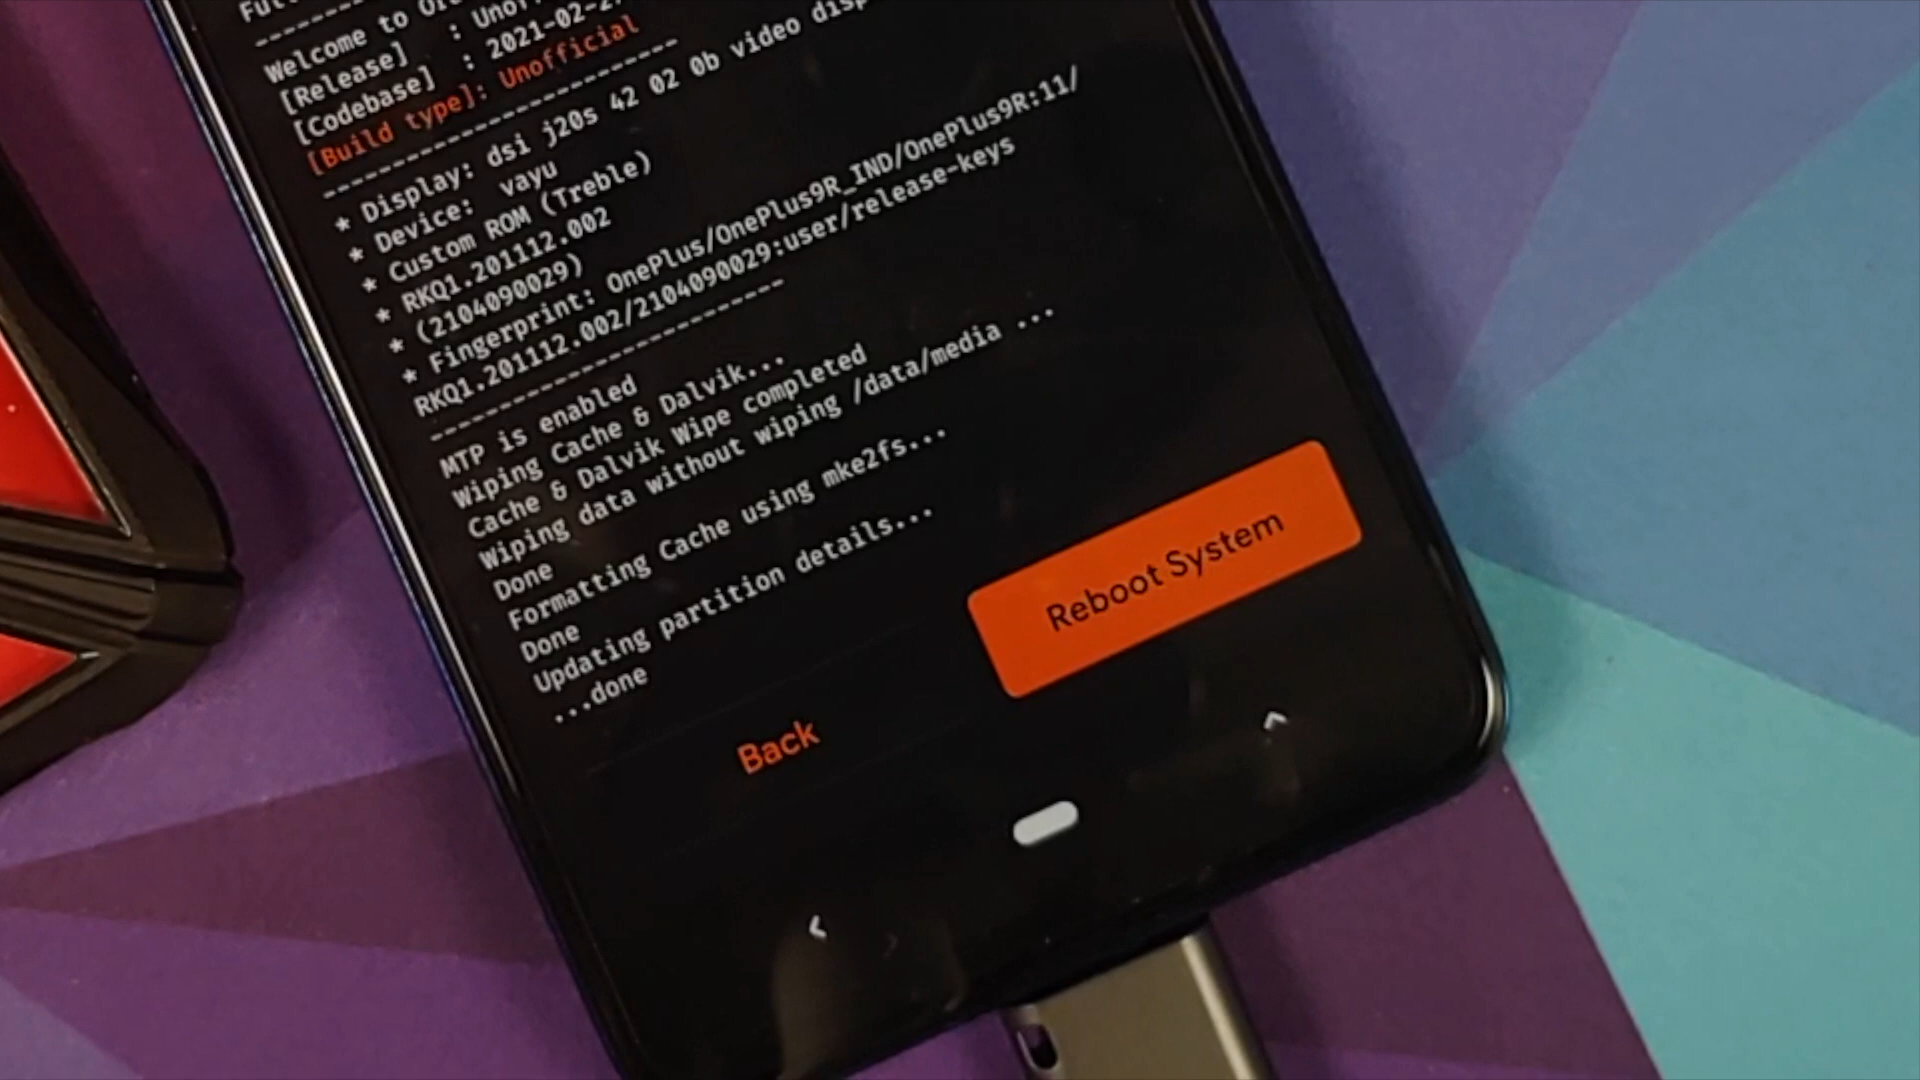 Welcome to
[Release] :
[Codebase] : 2021-02-
[Build type]: Unofficial
--------------------------
* Display: dsi j20s 42 02 0b video
* Device: vayu
* Custom ROM (Treble)
* RKQ1.201112.002
* (2104090029)
* Fingerprint: OnePlus/OnePlus9R_IND/OnePlus9R:11/
RKQ1.201112.002/2104090029:user/release-keys
--------------------------
MTP is enabled
Wiping Cache & Dalvik...
Cache & Dalvik Wipe completed
Wiping data without wiping /data/media ...
Done
Formatting Cache using mke2fs...
Done
Updating partition details...
...done
Back
Reboot System